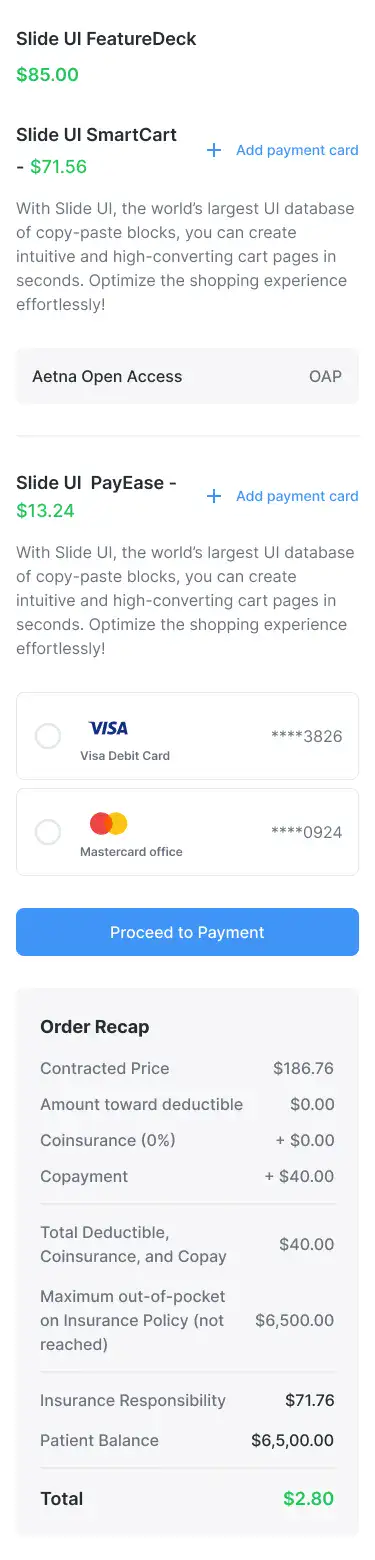 Slide UI FeatureDeck
$85.00
Slide UI SmartCart
- $71.56
Add payment card
With Slide UI, the world’s largest UI database
of copy-paste blocks, you can create
intuitive and high-converting cart pages in
seconds. Optimize the shopping experience
effortlessly!
Aetna Open Access OAP
Slide UI PayEase -
$13.24
Add payment card
With Slide UI, the world’s largest UI database
of copy-paste blocks, you can create
intuitive and high-converting cart pages in
seconds. Optimize the shopping experience
effortlessly!
VISA
Visa Debit Card
****3826
Mastercard office
****0924
Proceed to Payment
Order Recap
Contracted Price $186.76
Amount toward deductible $0.00
Coinsurance (0%) + $0.00
Copayment + $40.00
Total Deductible,
Coinsurance, and Copay
$40.00
Maximum out-of-pocket
on Insurance Policy (not
reached)
$6,500.00
Insurance Responsibility $71.76
Patient Balance $6,5,00.00
Total $2.80